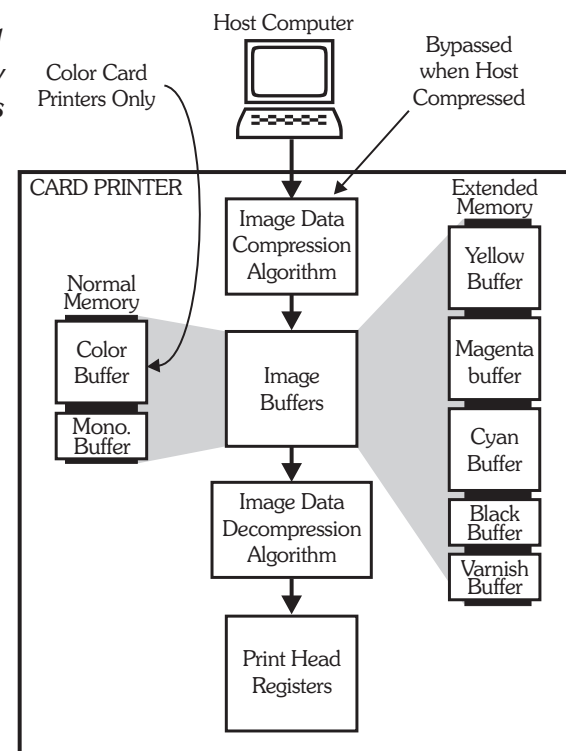 Host Computer
Color Card
Printers Only
Bypassed
when Host
Compressed
CARD PRINTER
Extended
Memory
Image Data
Compression
Algorithm
Yellow
Buffer
Normal
Memory
Color
Buffer
Mono.
Buffer
Image
Buffers
Magenta
buffer
Cyan
Buffer
Black
Buffer
Varnish
Buffer
Image Data
Decompression
Algorithm
Print Head
Registers